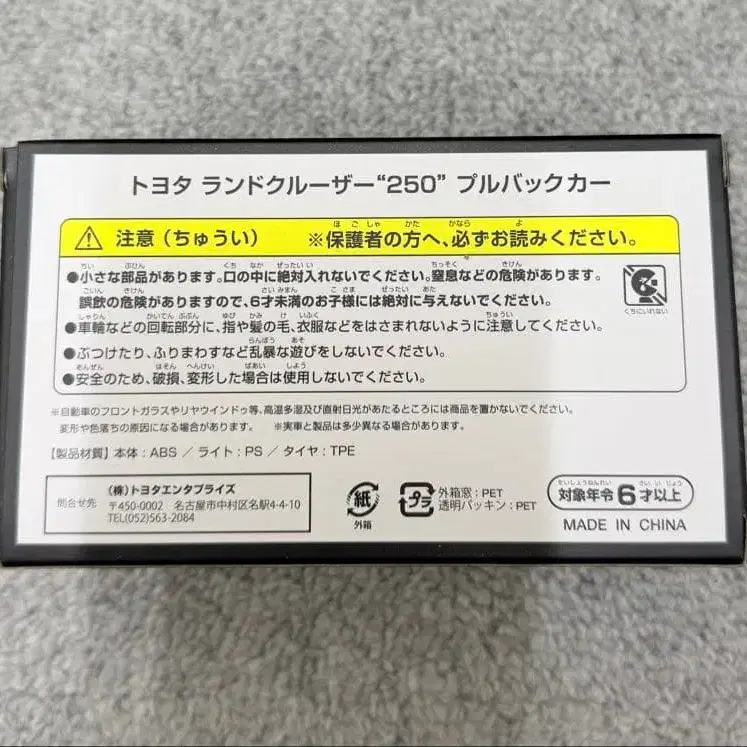 トヨタ ランドクルーザー“250” プルバックカー
注意（ちゅうい） ※保護者の方へ、必ずお読みください。
●小さな部品があります。口の中に絶対入れないでください。窒息などの危険があります。
誤飲の危険がありますので、6才未満のお子様には絶対に与えないでください。
●車輪などの回転部分に、指や髪の毛、衣服などをはさまれないように注意してください。
●ぶつけたり、ふりまわすなど乱暴な遊びをしないでください。
●安全のため、破損、変形した場合は使用しないでください。
くちにいれない
※自動車のフロントガラスやリヤウインドゥ等、高温多湿及び直射日光があたるところには商品を置かないでください。
変形や色落ちの原因になる場合があります。 ※実車と製品は多少異なる場合があります。
【製品材質】本体：ABS ／ ライト：PS ／ タイヤ：TPE
問合せ先
（株）トヨタエンタプライズ
〒450-0002 名古屋市中村区名駅4-4-10
TEL(052)563-2084
紙
外箱
プラ
外箱窓：PET
透明パッキン：PET
たいしょうねんれい さいいじょう
対象年令6才以上
MADE IN CHINA